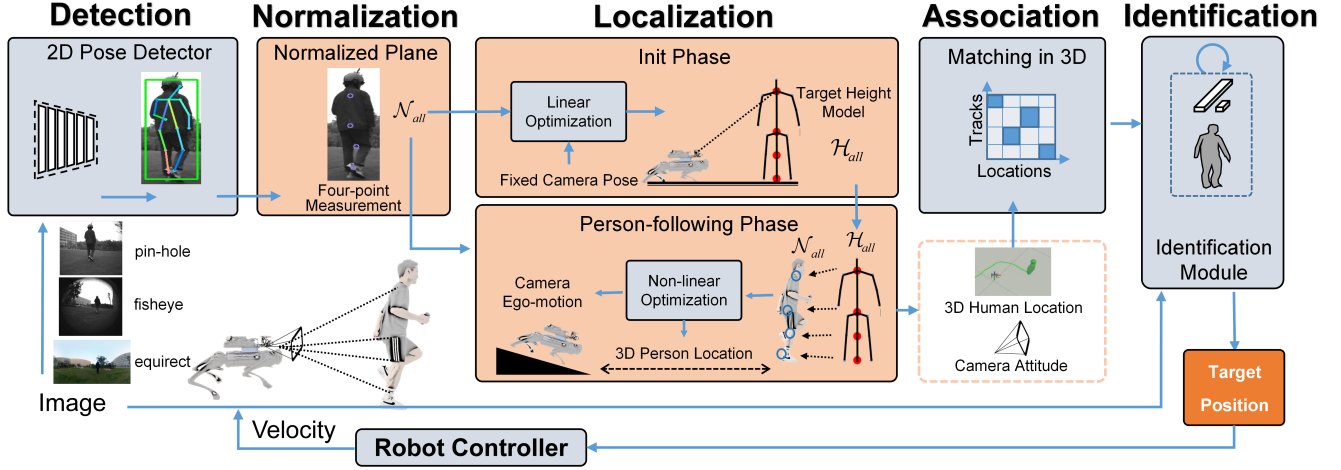 Detection
Normalization
Localization
Association
Identification
2D Pose Detector
Normalized Plane
𝒩all
Four-point
Measurement
Init Phase
Linear
Optimization
Fixed Camera Pose
Target Height
Model
ℋall
Person-following Phase
Camera
Ego-motion
Non-linear
Optimization
𝒩all
ℋall
3D Person Location
Matching in 3D
Tracks
Locations
3D Human Location
Camera Attitude
Identification
Module
Target
Position
pin-hole
fisheye
equirect
Image
Velocity
Robot Controller